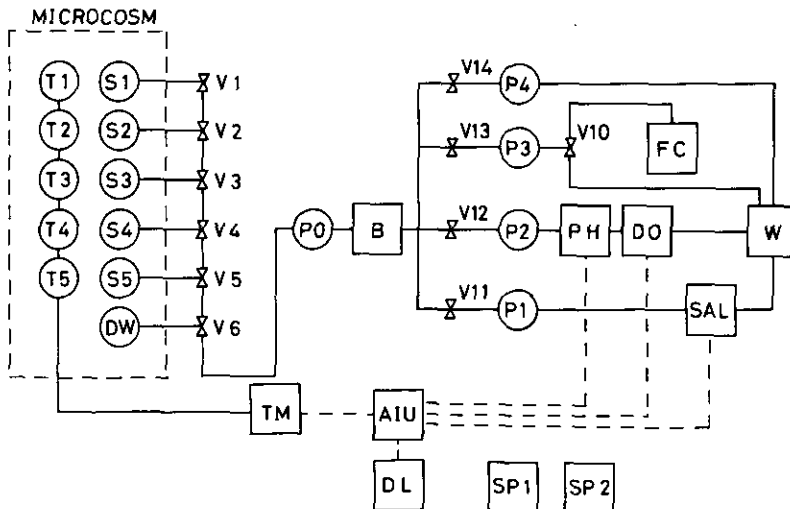 MICROCOSM
T1 S1 V1
T2 S2 V2
T3 S3 V3
T4 S4 V4
T5 S5 V5
DW V6
P0 B
V14 P4
V13 P3 V10 FC
V12 P2 PH DO W
V11 P1 SAL
TM AIU
DL SP1 SP2